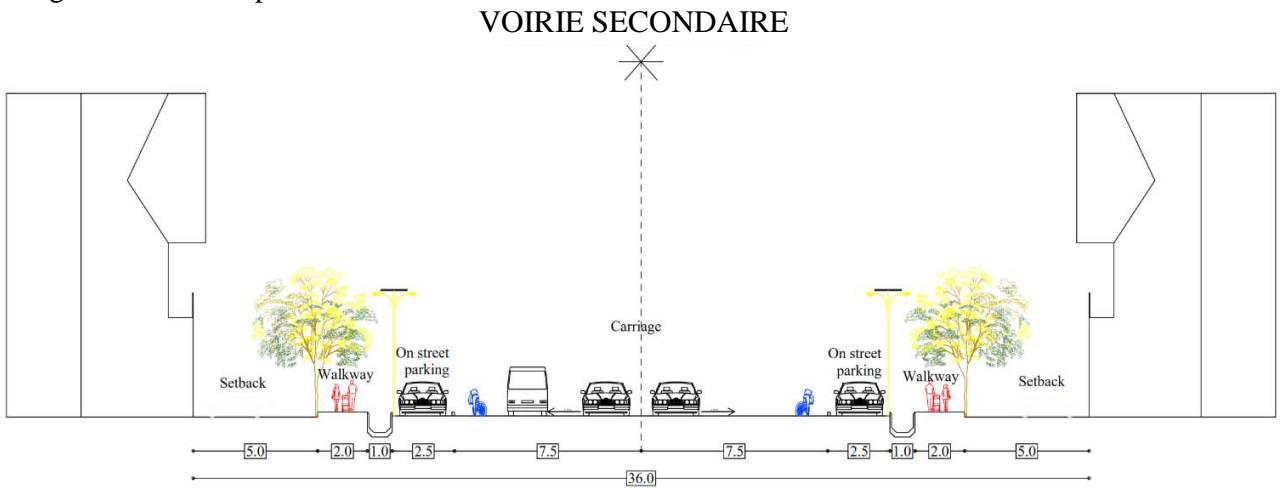 VOIRIE SECONDAIRE
Carriage
On street
parking
On street
parking
Walkway
Walkway
Setback
Setback
5.0 2.0 1.0 2.5 7.5 7.5 2.5 1.0 2.0 5.0
36.0